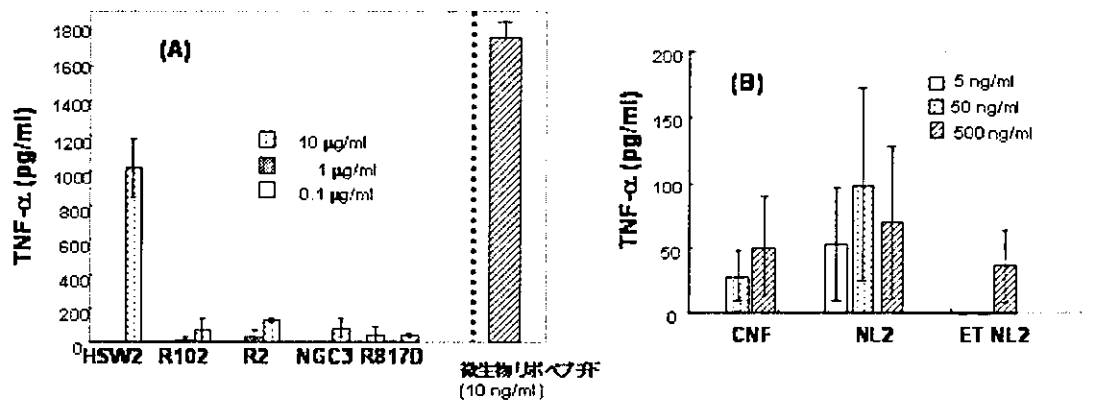 (A)
TNF-α (pg/ml)
1800
1600
1400
1200
1000
800
600
400
200
0
10 µg/ml
1 µg/ml
0.1 µg/ml
HSW2 R102 R2 NGC3 R817D
微生物リポペプチド
(10 ng/ml)
(B)
TNF-α (pg/ml)
200
150
100
50
0
5 ng/ml
50 ng/ml
500 ng/ml
CNF NL2 ET NL2